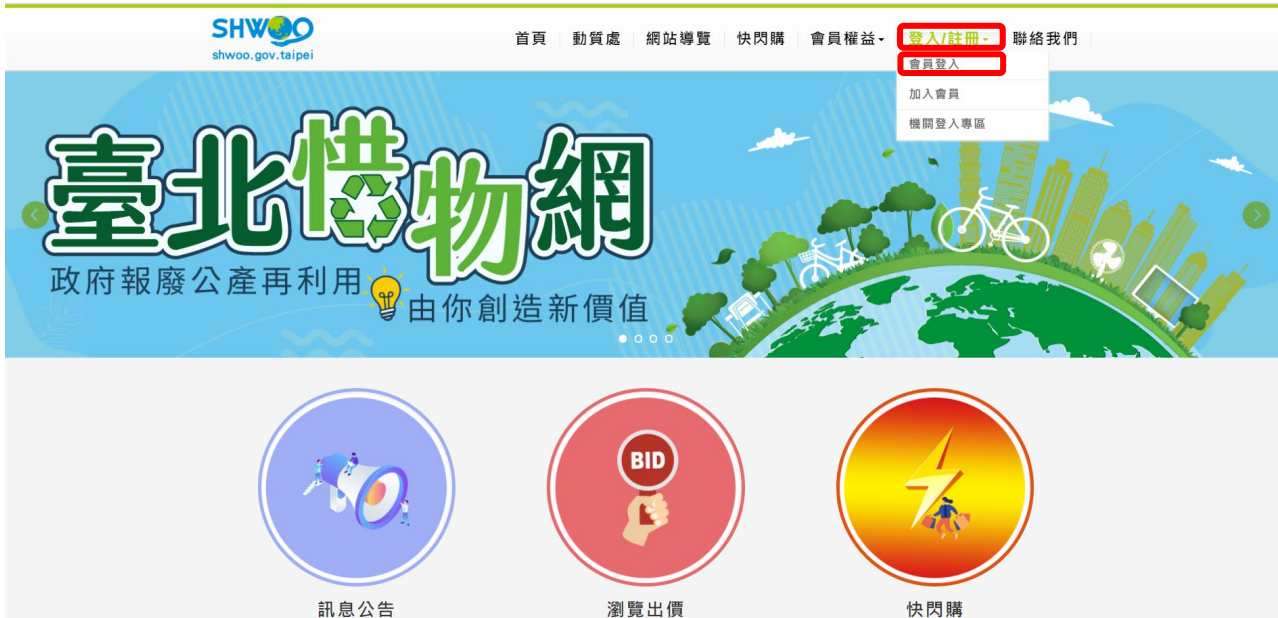 SHWOO
shwoo.gov.taipei
首頁 動質處 網站導覽 快閃購 會員權益 登入/註冊 聯絡我們
會員登入
加入會員
機關登入專區
臺北惜物網
政府報廢公產再利用
由你創造新價值
BID
訊息公告 瀏覽出價 快閃購